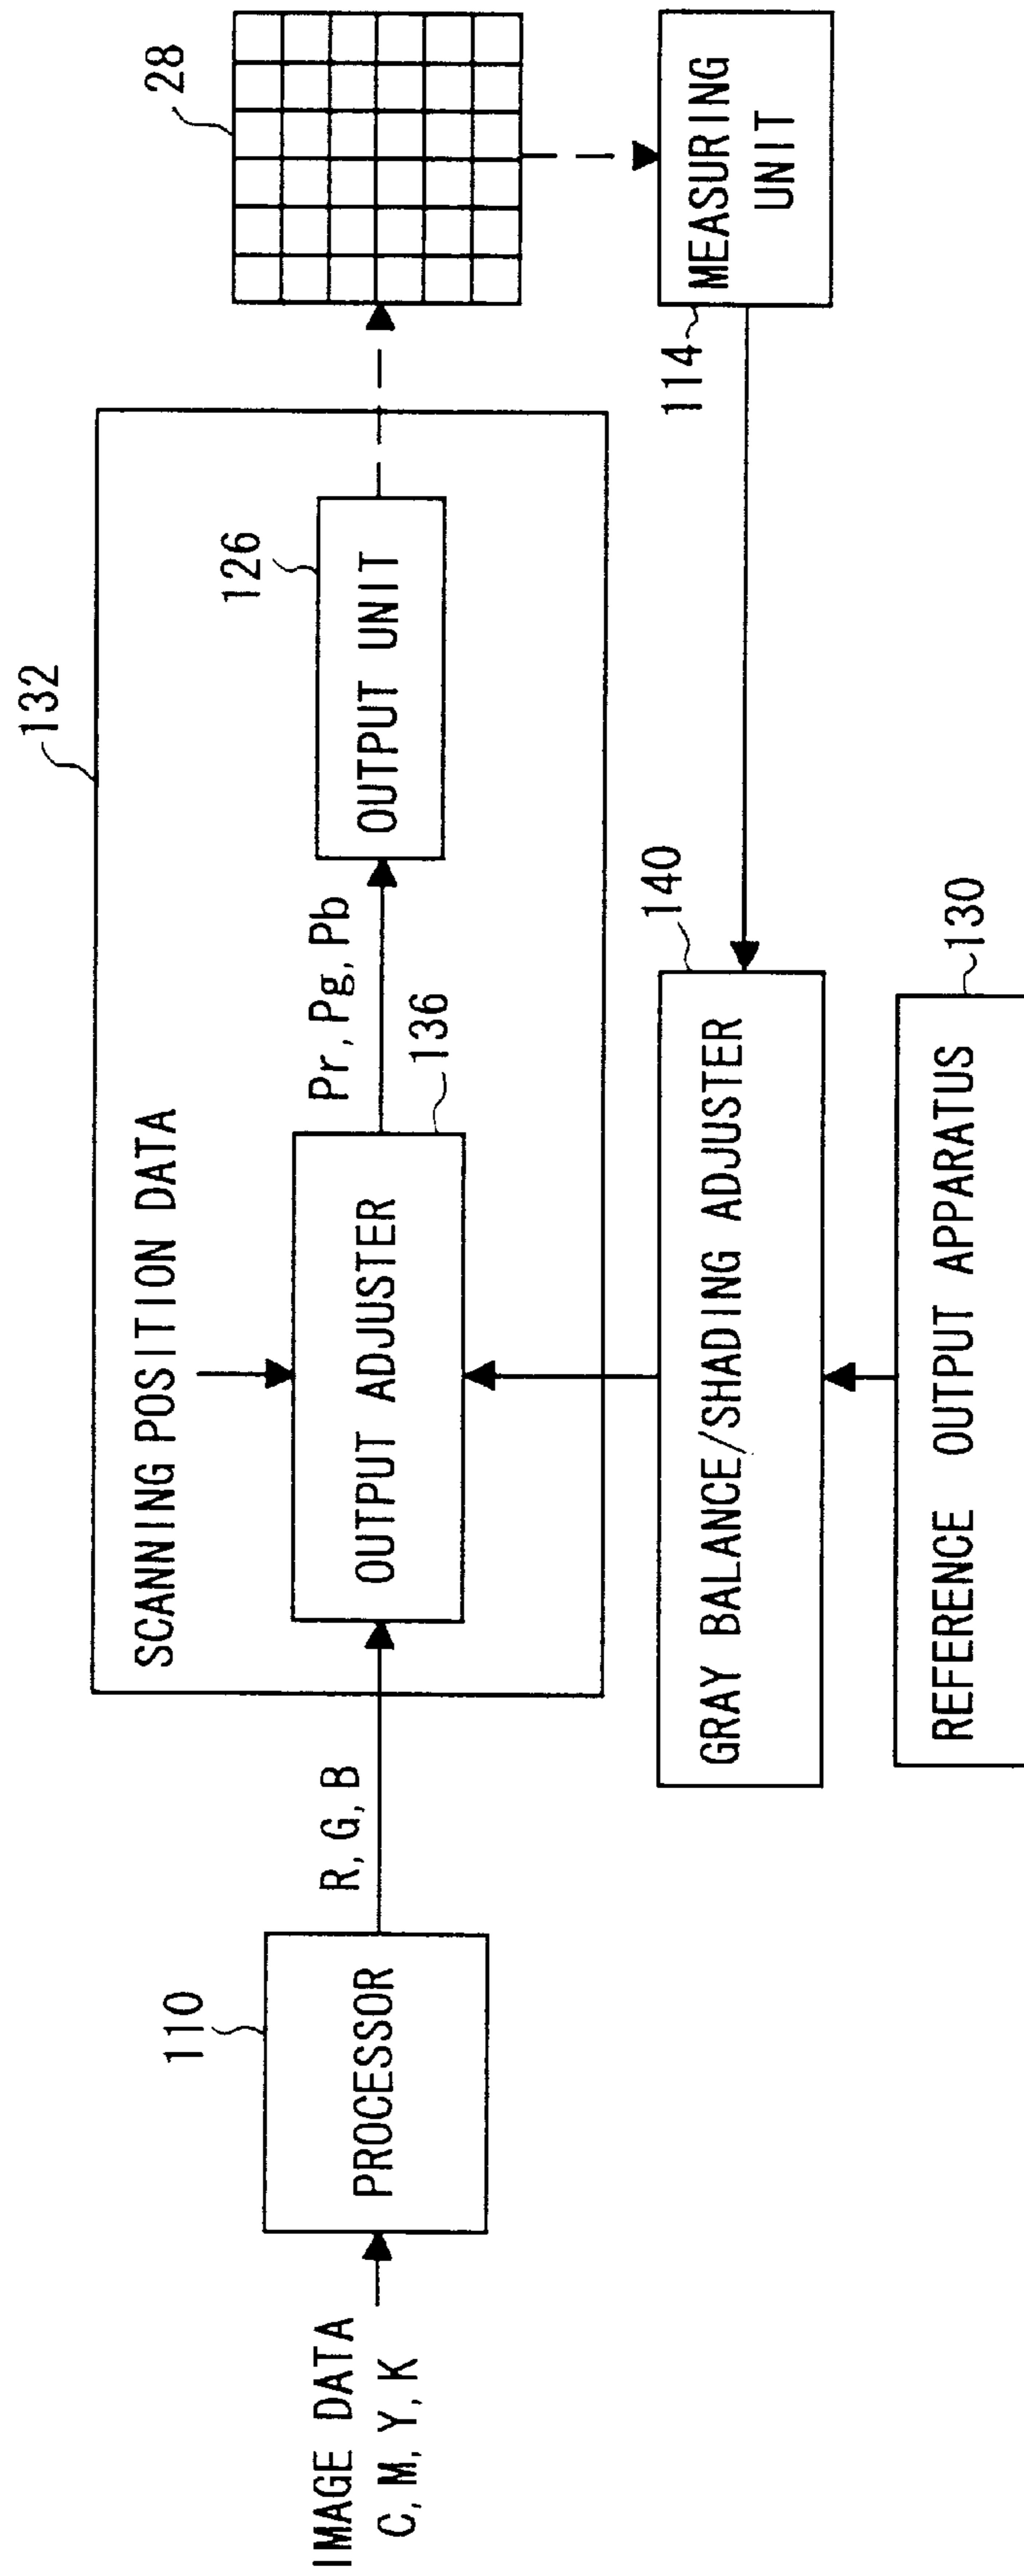 132
28
SCANNING POSITION DATA
126
110
IMAGE DATA
C, M, Y, K
PROCESSOR
R, G, B
OUTPUT ADJUSTER
Pr, Pg, Pb
136
OUTPUT UNIT
140
114
GRAY BALANCE/SHADING ADJUSTER
MEASURING
UNIT
130
REFERENCE OUTPUT APPARATUS